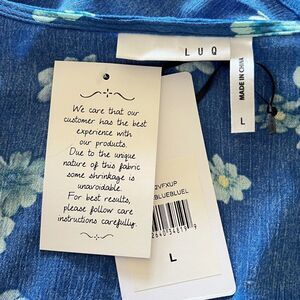 LUQ
MADE IN CHINA
L
We care that our
customer has the best
experience with
our products.
Due to the unique
nature of this fabric
some shrinkage is
unavoidable.
For best results,
please follow care
instructions carefully.
BLUEBLUEL
L